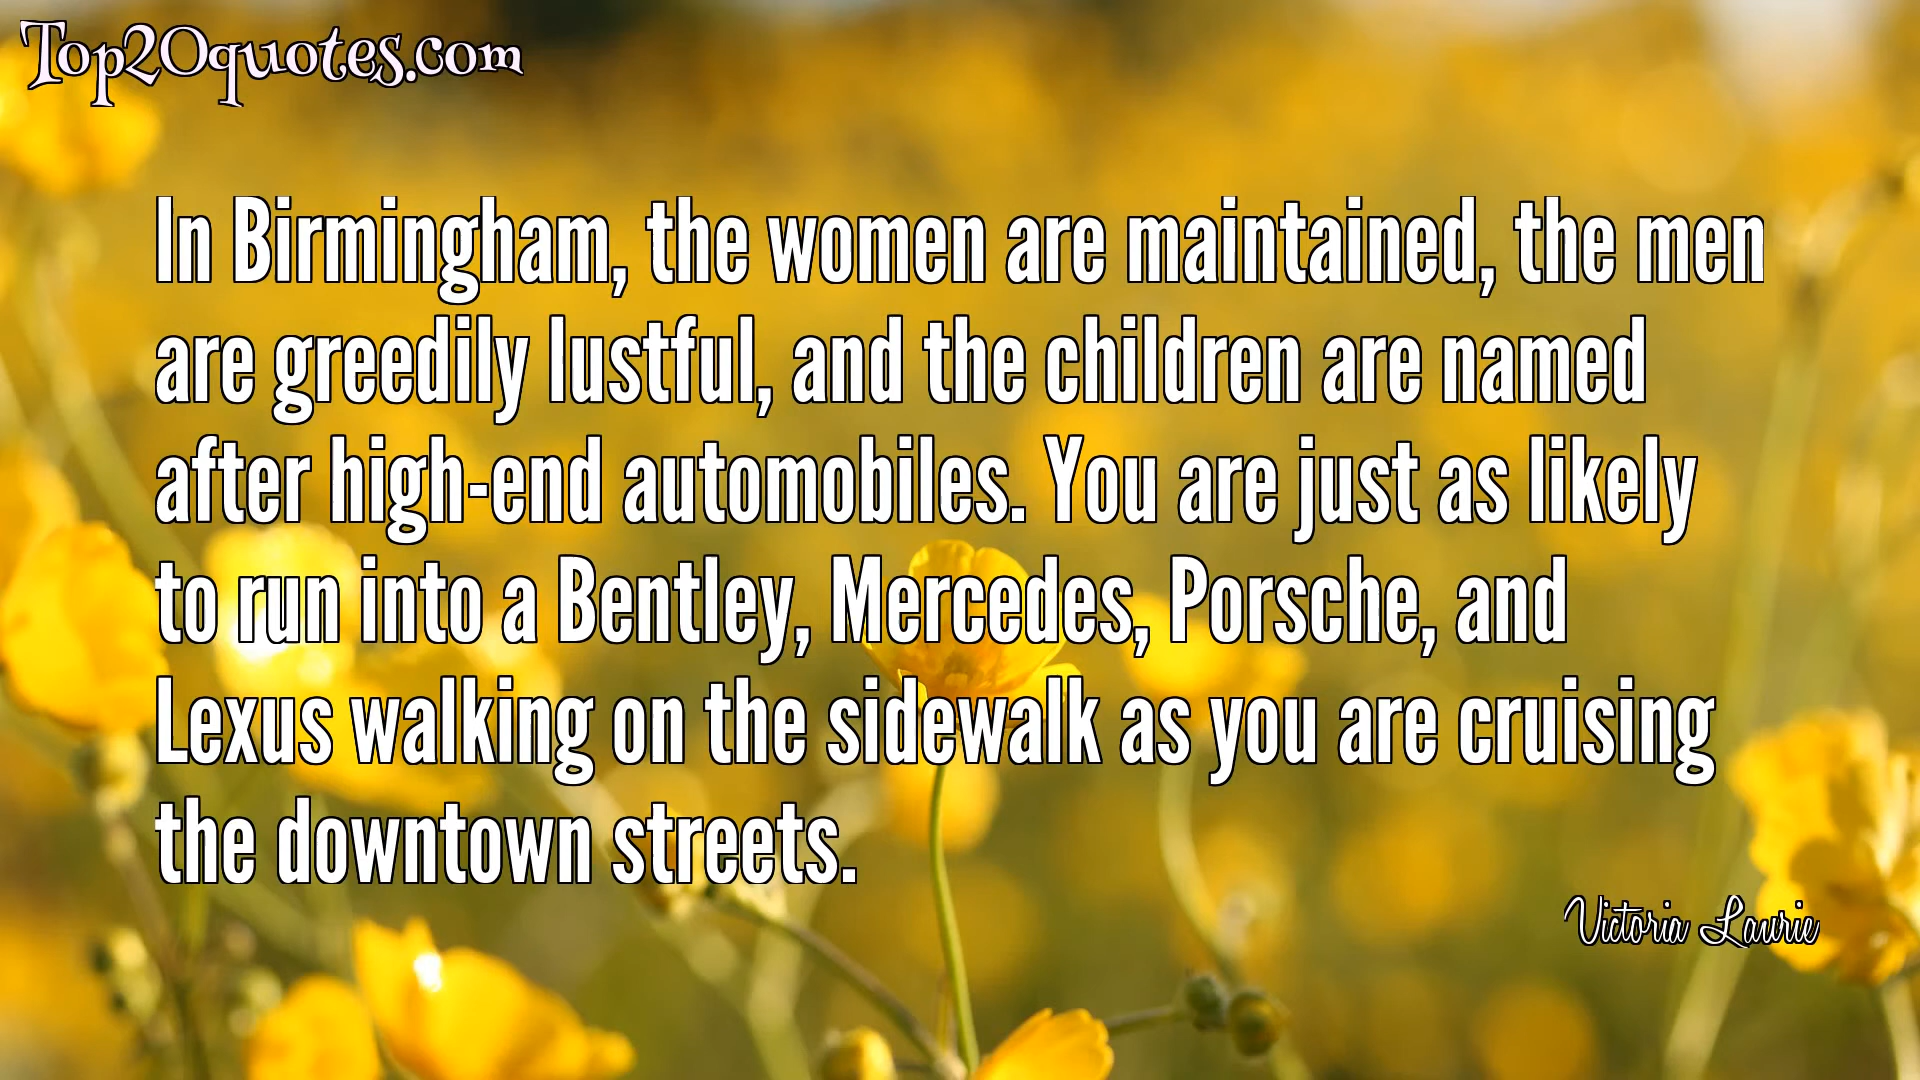 Top20quotes.com
In Birmingham, the women are maintained, the men
are greedily lustful, and the children are named
after high-end automobiles. You are just as likely
to run into a Bentley, Mercedes, Porsche, and
Lexus walking on the sidewalk as you are cruising
the downtown streets.
Victoria Laurie